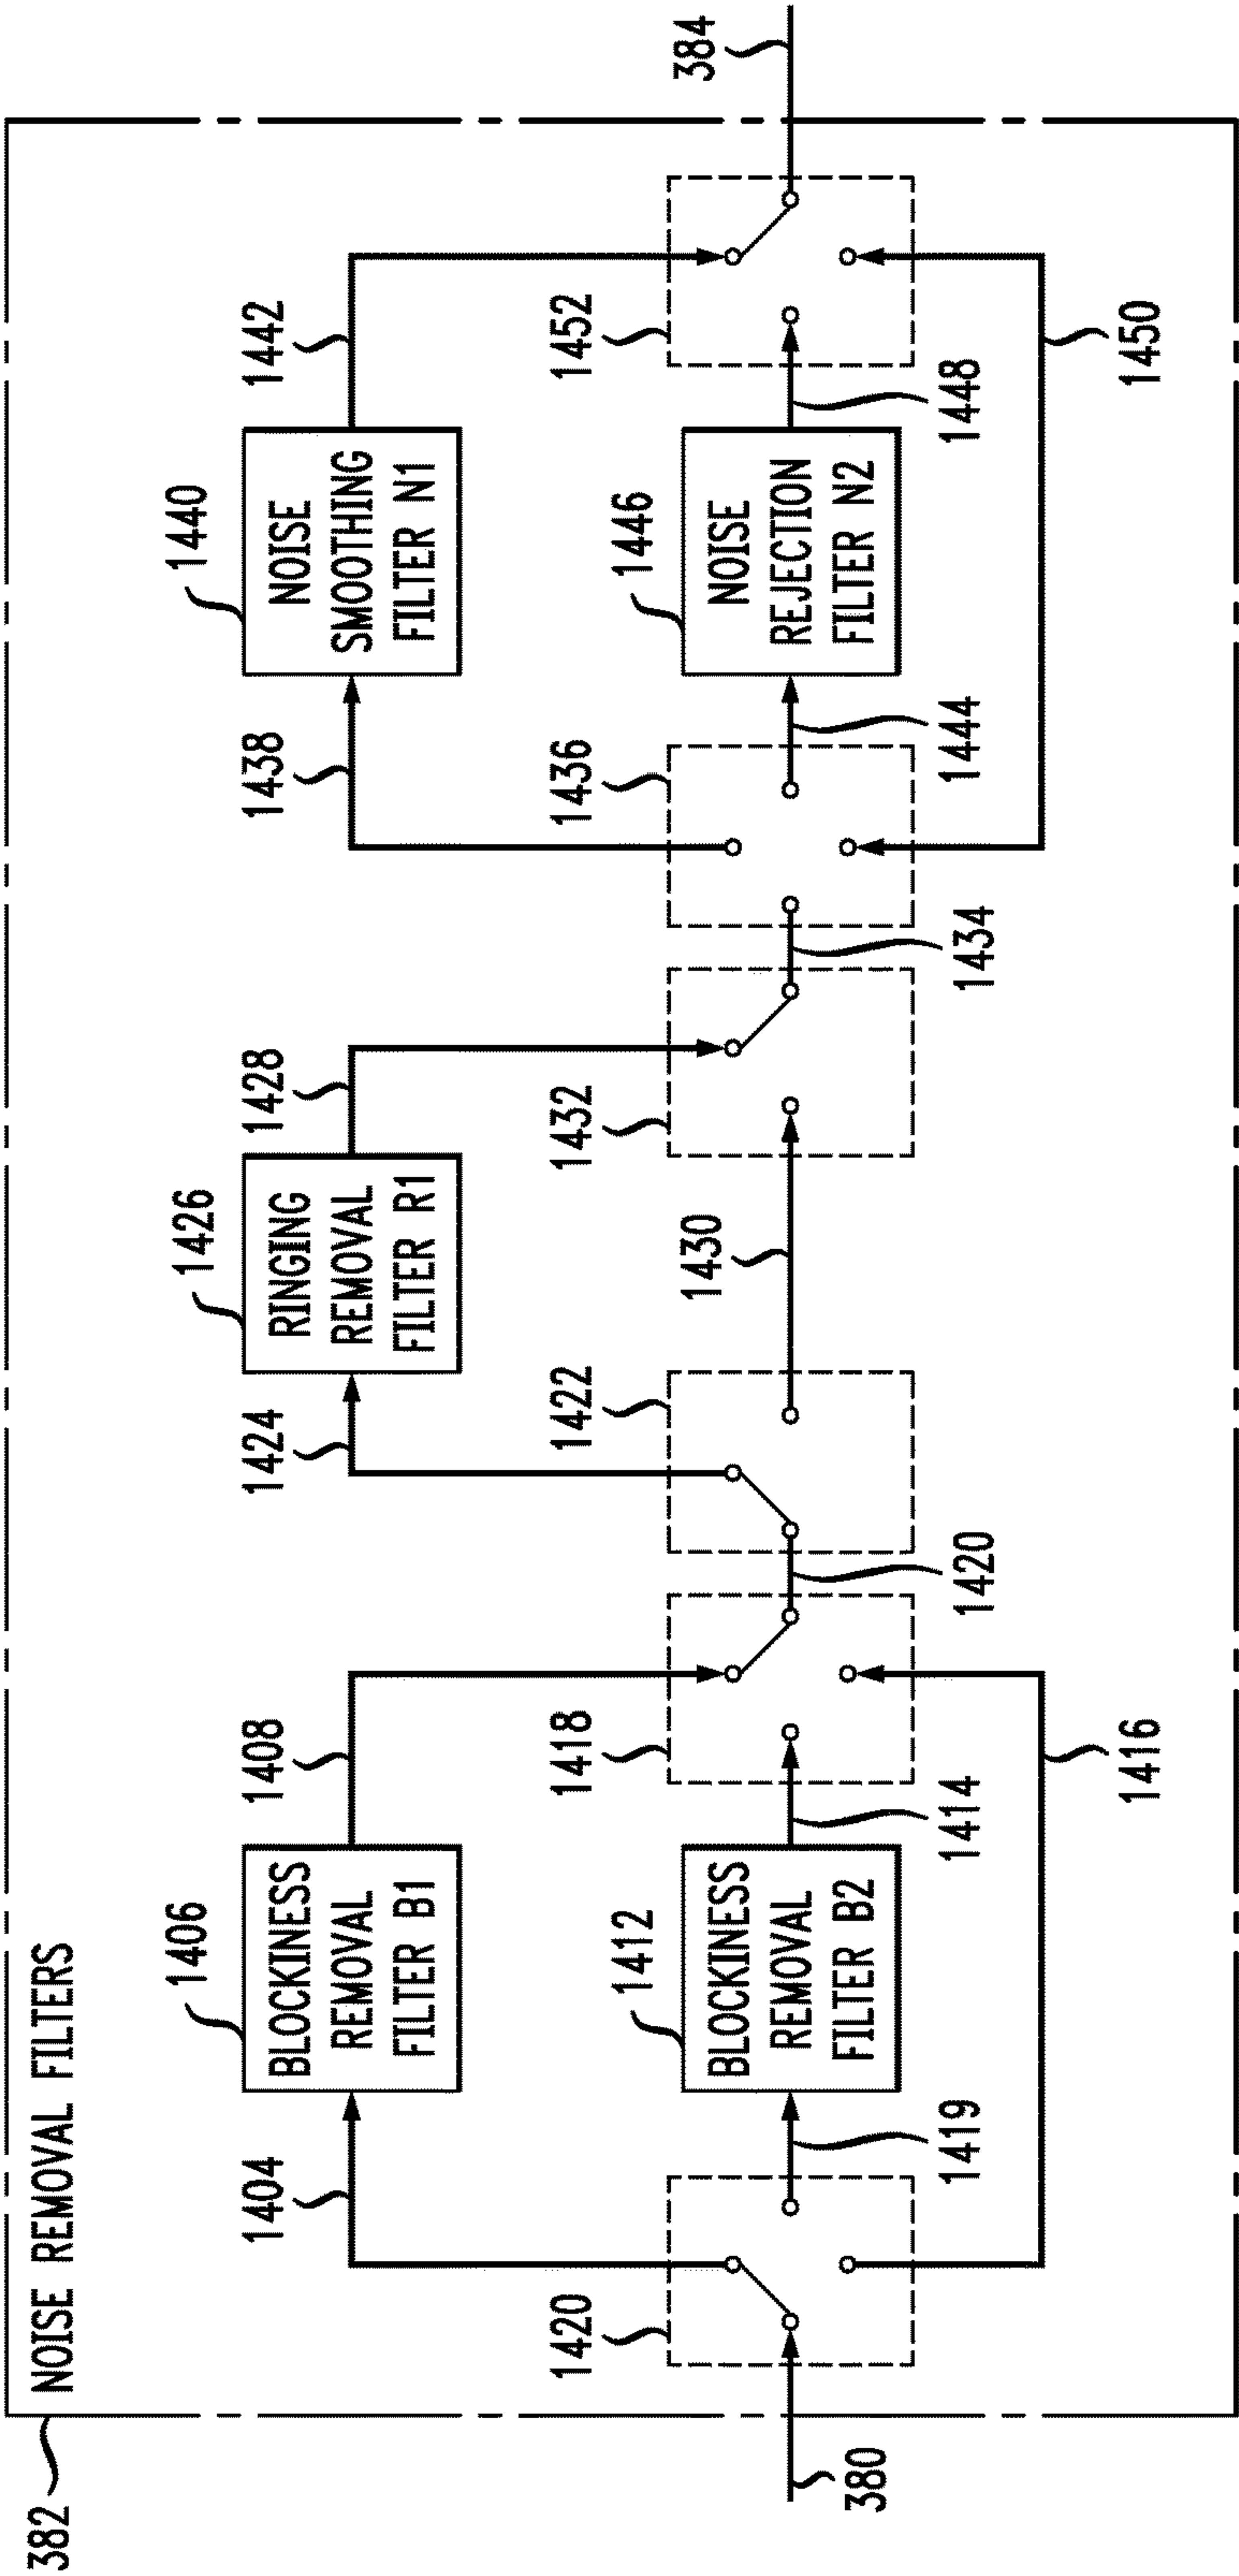 382
NOISE REMOVAL FILTERS
1404
1406
BLOCKINESS
REMOVAL
FILTER B1
1408
1424
1426
RINGING
REMOVAL
FILTER R1
1428
1438
1440
NOISE
SMOOTHING
FILTER N1
1442
380
1420
1419
1412
BLOCKINESS
REMOVAL
FILTER B2
1414
1418
1416
1420
1422
1430
1432
1434
1436
1444
1446
NOISE
REJECTION
FILTER N2
1448
1452
1450
384